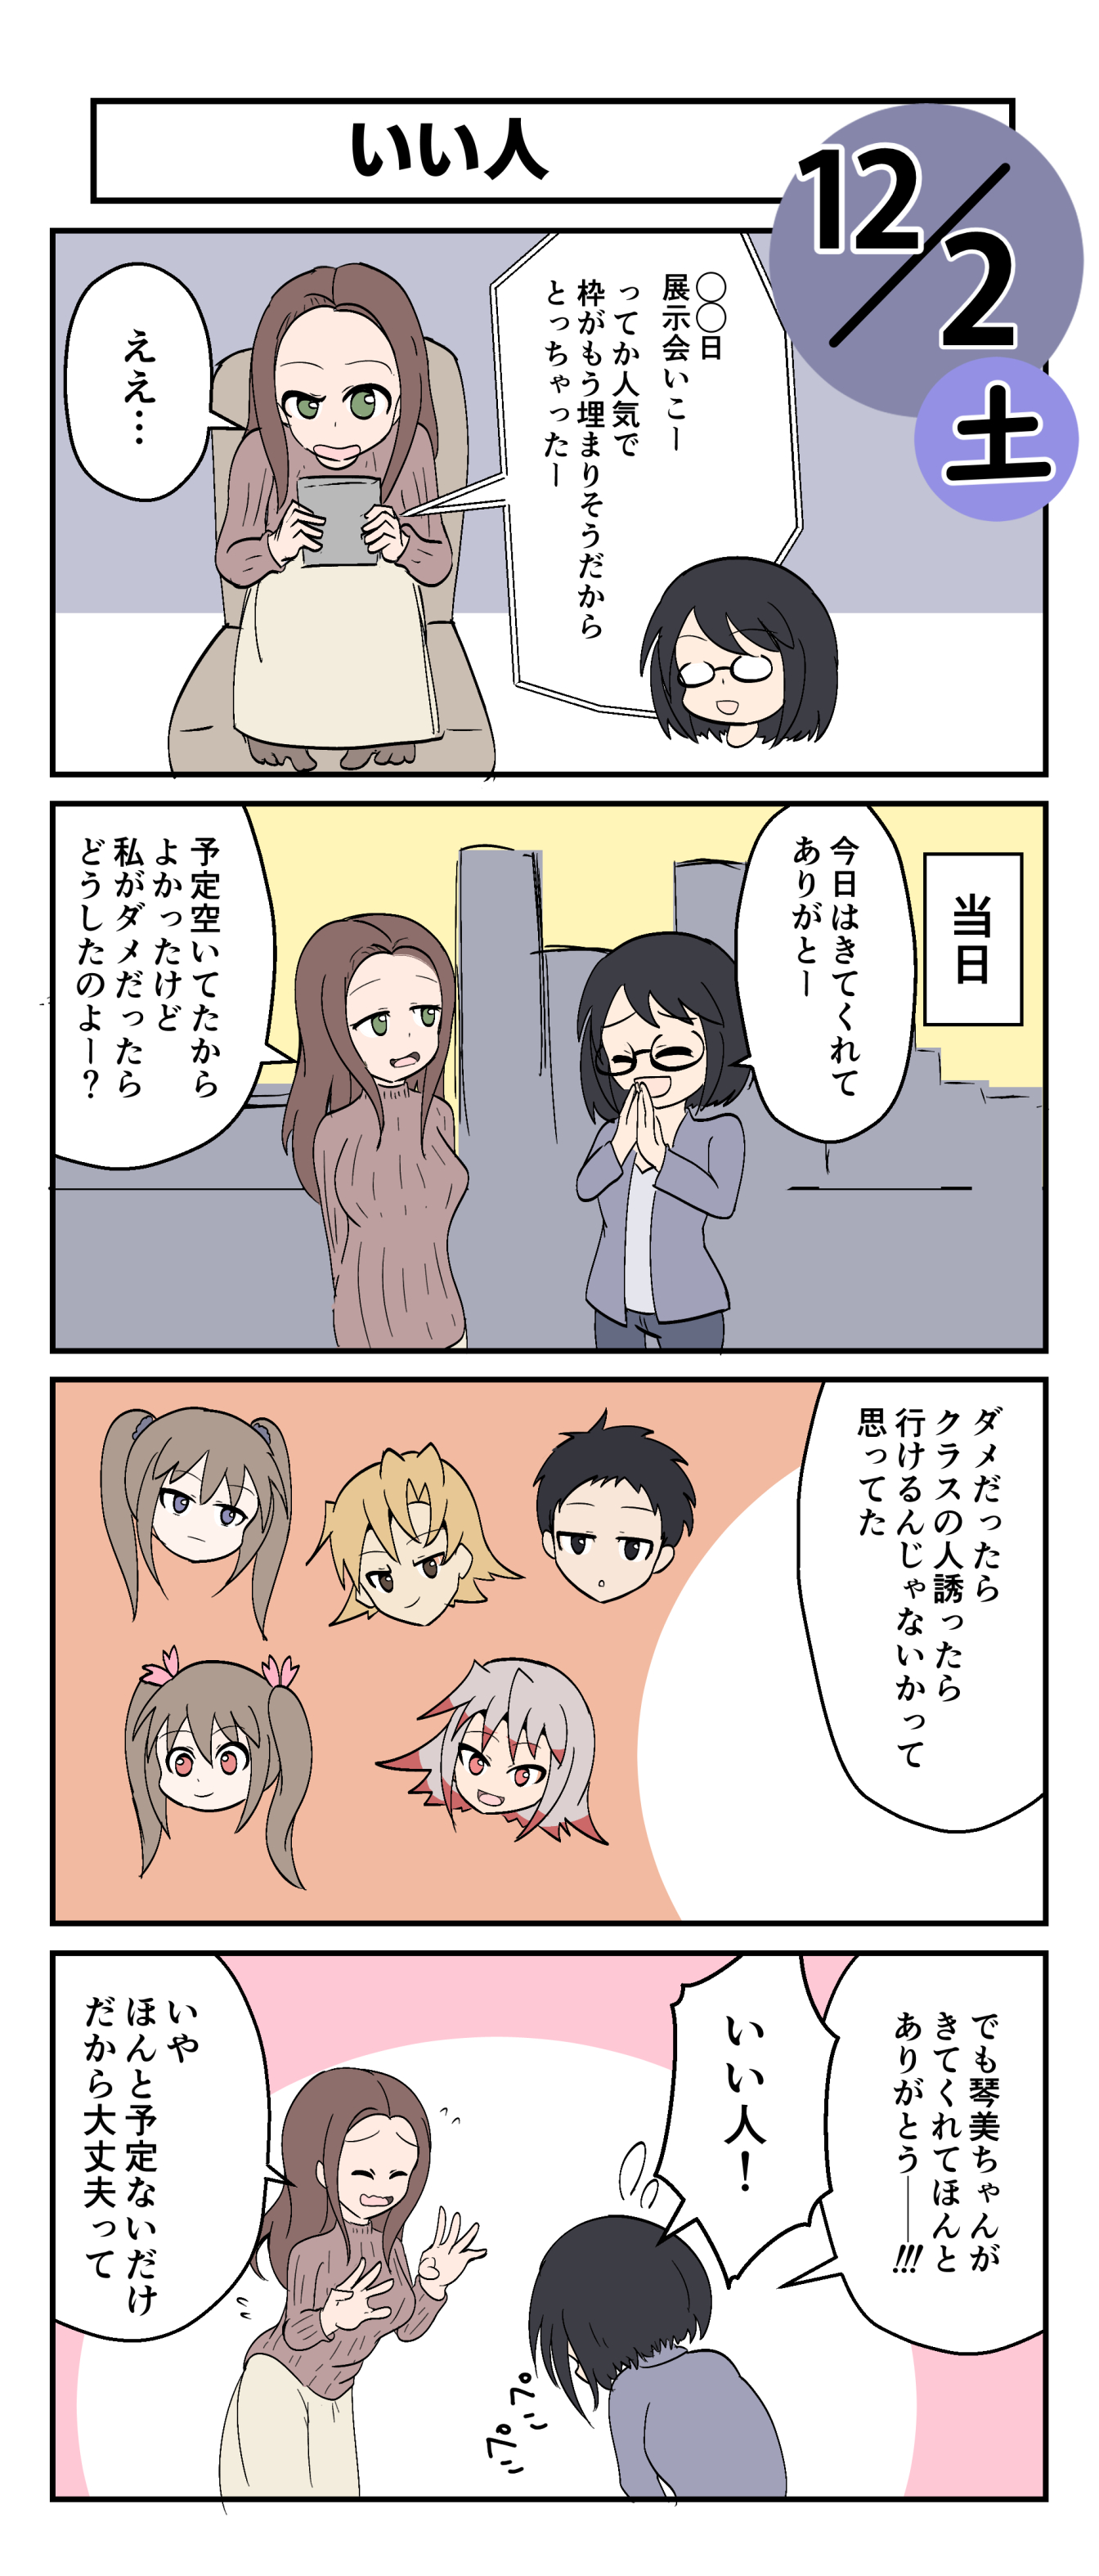 いい人
12/2
土
〇〇日
展示会いこー
ってか人気で
枠がもう埋まりそうだから
とっちゃったー
ええ…
当日
今日はきてくれて
ありがとー
予定空いてたから
よかったけど
私がダメだったら
どうしたのよー？
ダメだったら
クラスの人誘ったら
行けるんじゃないかって
思ってた
でも琴美ちゃんが
きてくれてほんと
ありがとう──!!!
いい人！
ペこ
ペこ
いや
ほんと予定ないだけ
だから大丈夫って